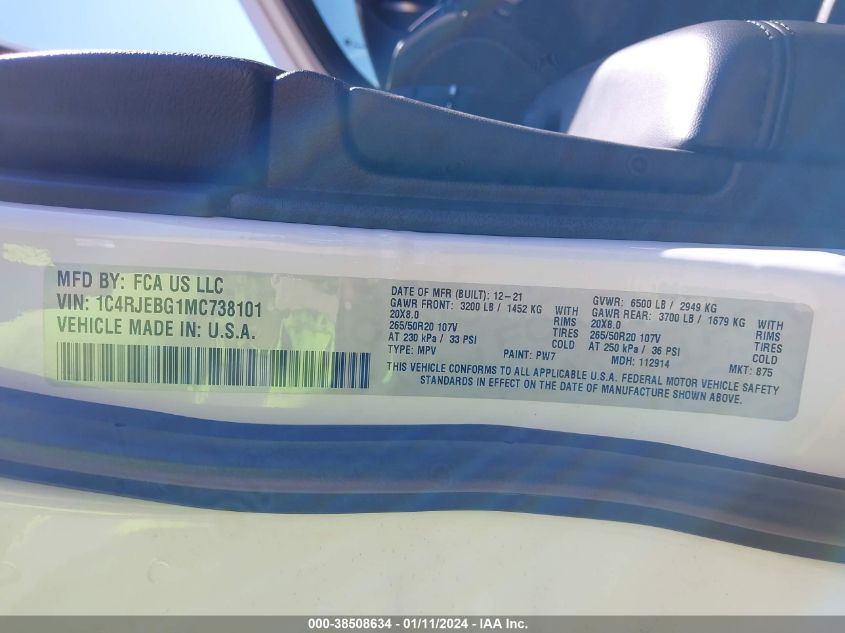 MFD BY: FCA US LLC
VIN: 1C4RJEBG1MC738101
VEHICLE MADE IN: U.S.A.
DATE OF MFR (BUILT): 12-21 GVWR: 6500 LB / 2949 KG
GAWR FRONT: 3200 LB / 1452 KG GAWR REAR: 3700 LB / 1679 KG
20X8.0 RIMS 20X8.0 RIMS
265/50R20 107V TIRES 265/50R20 107V TIRES
AT 230 kPa / 33 PSI COLD AT 250 kPa / 36 PSI COLD
TYPE: MPV PAINT: PW7 MDH: 112914 MKT: 875
THIS VEHICLE CONFORMS TO ALL APPLICABLE U.S.A. FEDERAL MOTOR VEHICLE SAFETY
STANDARDS IN EFFECT ON THE DATE OF MANUFACTURE SHOWN ABOVE.
000-38508634 - 01/11/2024 - IAAI.COM